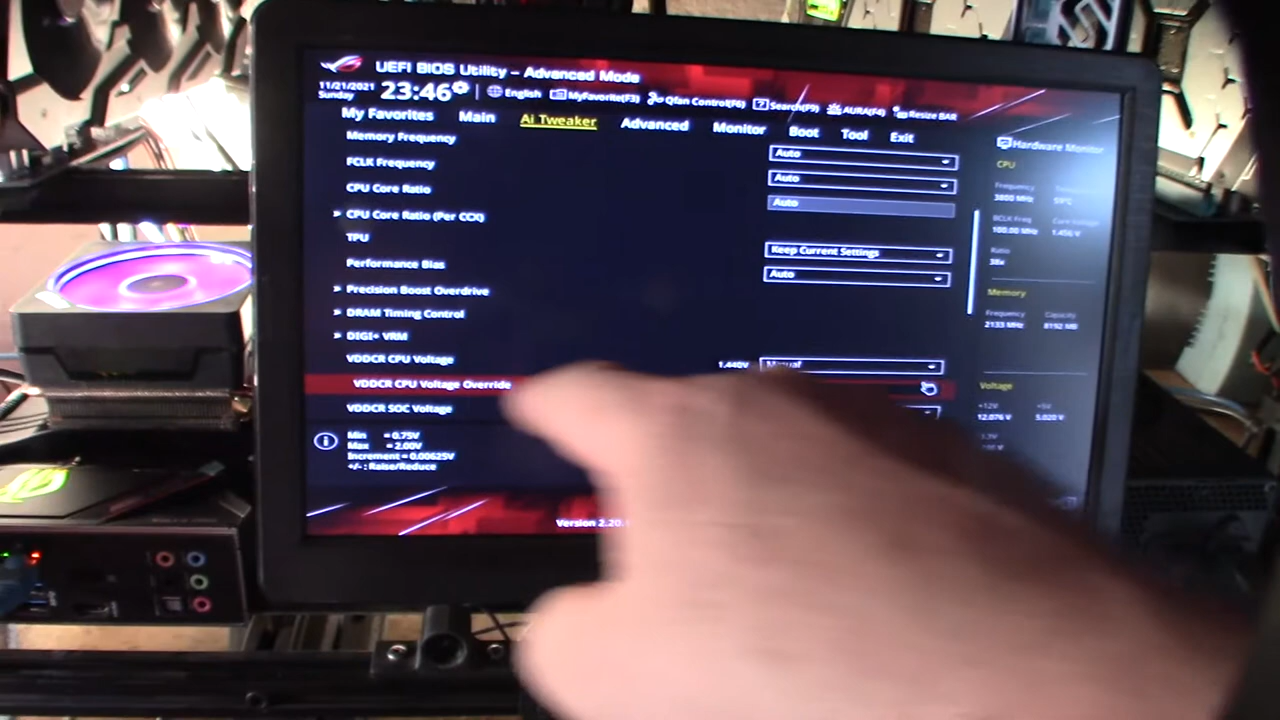 UEFI BIOS Utility – Advanced Mode
11/21/2021
Sunday
23:46
English
MyFavorite(F3)
Qfan Control(F6)
Search(F9)
AURA(F4)
Resize BAR
My Favorites Main Ai Tweaker Advanced Monitor Boot Tool Exit
Hardware Monitor
Memory Frequency
Auto
FCLK Frequency
Auto
CPU Core Ratio
Auto
> CPU Core Ratio (Per CCX)
TPU
Keep Current Settings
Performance Bias
Auto
> Precision Boost Overdrive
> DRAM Timing Control
> DIGI+ VRM
VDDCR CPU Voltage
1.440V
Manual
VDDCR CPU Voltage Override
VDDCR SOC Voltage
Min = 0.75V
Max = 2.00V
Increment = 0.00625V
+/- : Raise/Reduce
Version 2.20.
CPU
Frequency
3800 MHz
BCLK Freq
100.00 MHz
1.456 V
Ratio
38x
Memory
Frequency Capacity
2133 MHz 8192 MB
Voltage
+12V +5V
12.076 V 5.020 V